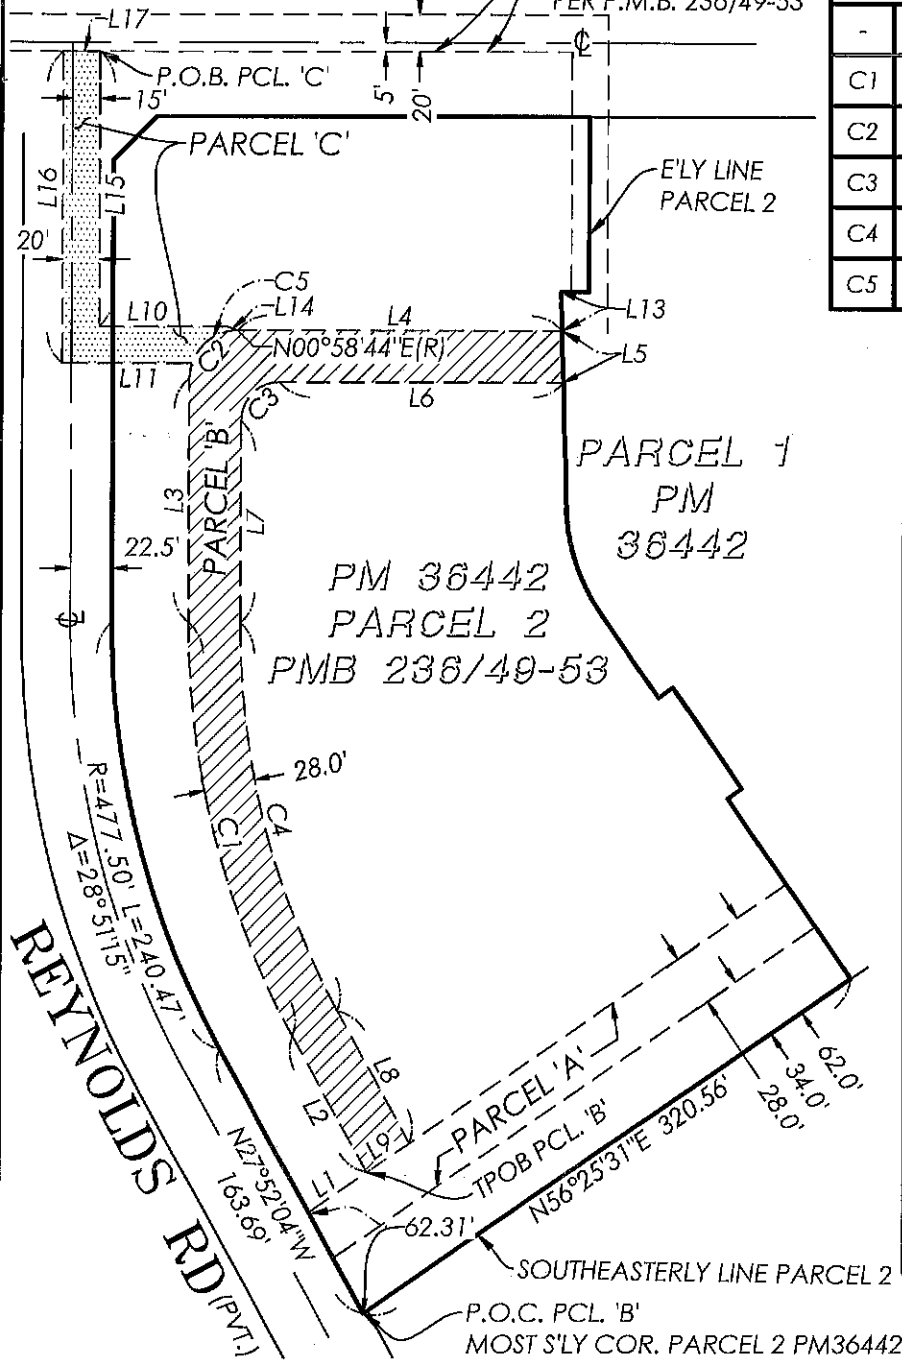 PER P.M.B. 236/49-53
L17
℄
-
P.O.B. PCL. 'C'
C1
15'
5'
20'
PARCEL 'C'
C2
E'LY LINE
PARCEL 2
L16
L15
C3
20'
C4
C5
C5
L10
L14
L4
L13
N00°58'44"E(R)
C2
L5
L11
C3
L6
PARCEL 'B'
PARCEL 1
PM
36442
L3
L7
22.5'
PM 36442
PARCEL 2
PMB 236/49-53
℄
28.0'
C1
C4
R=477.50' L=240.47'
Δ=28°51'15"
REYNOLDS RD (PVT.)
L8
L2
PARCEL 'A'
62.0'
34.0'
28.0'
L9
TPOB PCL. 'B'
N56°25'31"E 320.56'
N27°52'04"W
163.69'
L1
62.31'
SOUTHEASTERLY LINE PARCEL 2
P.O.C. PCL. 'B'
MOST S'LY COR. PARCEL 2 PM36442